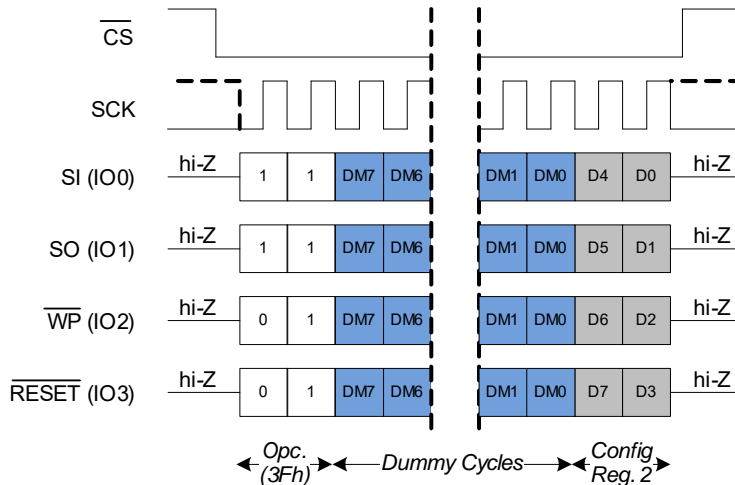 CS
SCK
SI (IO0) hi-Z 1 1 DM7 DM6 DM1 DM0 D4 D0 hi-Z
SO (IO1) hi-Z 1 1 DM7 DM6 DM1 DM0 D5 D1 hi-Z
WP (IO2) hi-Z 0 1 DM7 DM6 DM1 DM0 D6 D2 hi-Z
RESET (IO3) hi-Z 0 1 DM7 DM6 DM1 DM0 D7 D3 hi-Z
Opc. (3Fh) Dummy Cycles Config Reg. 2